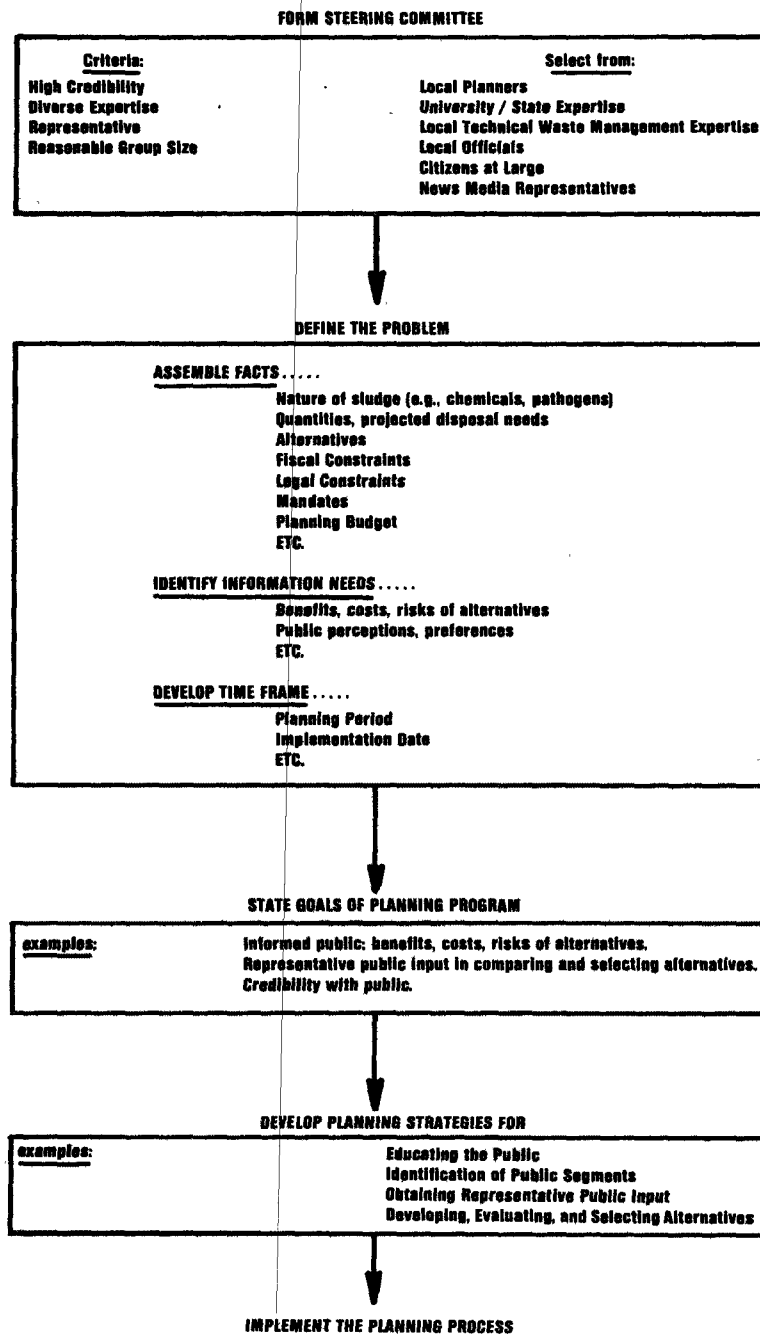 FORM STEERING COMMITTEE
Criteria:
High Credibility
Diverse Expertise
Representative
Reasonable Group Size
Select from:
Local Planners
University / State Expertise
Local Technical Waste Management Expertise
Local Officials
Citizens at Large
News Media Representatives
DEFINE THE PROBLEM
ASSEMBLE FACTS.....
Nature of sludge (e.g., chemicals, pathogens)
Quantities, projected disposal needs
Alternatives
Fiscal Constraints
Legal Constraints
Mandates
Planning Budget
ETC.
IDENTIFY INFORMATION NEEDS.....
Benefits, costs, risks of alternatives
Public perceptions, preferences
ETC.
DEVELOP TIME FRAME.....
Planning Period
Implementation Date
ETC.
STATE GOALS OF PLANNING PROGRAM
examples:
Informed public: benefits, costs, risks of alternatives.
Representative public input in comparing and selecting alternatives.
Credibility with public.
DEVELOP PLANNING STRATEGIES FOR
examples:
Educating the Public
Identification of Public Segments
Obtaining Representative Public Input
Developing, Evaluating, and Selecting Alternatives
IMPLEMENT THE PLANNING PROCESS